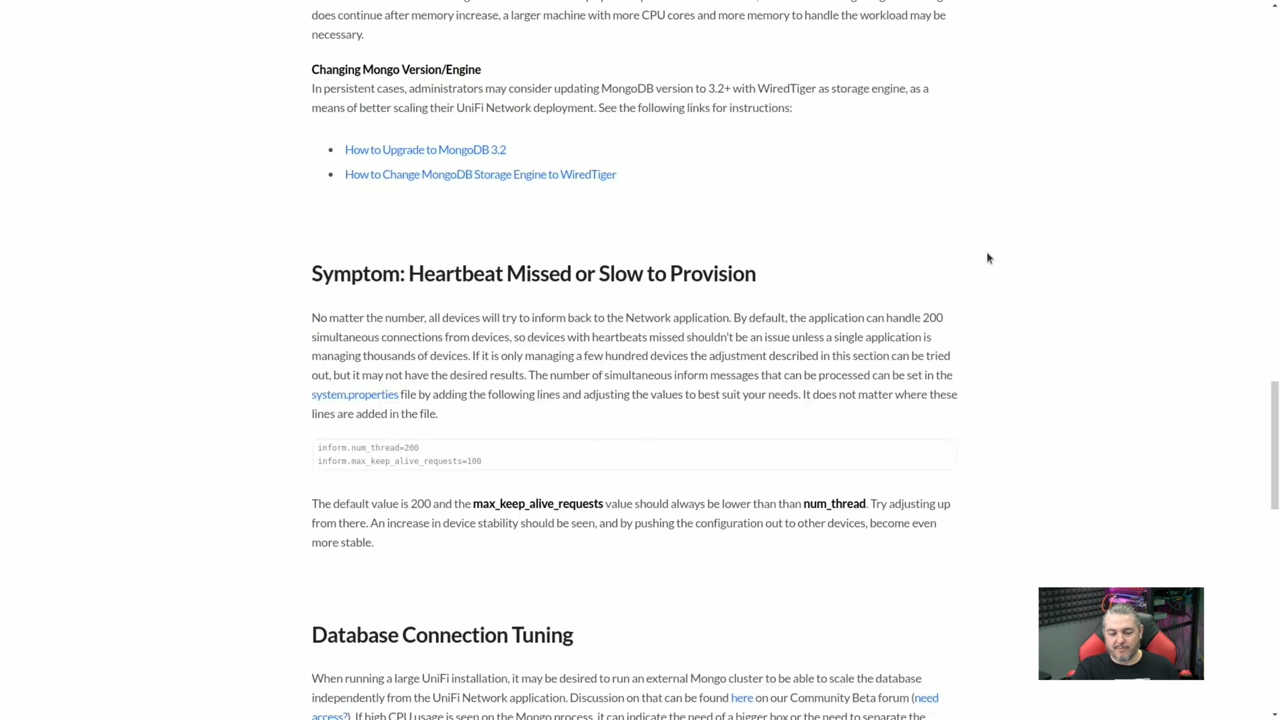 does continue after memory increase, a larger machine with more CPU cores and more memory to handle the workload may be
necessary.
Changing Mongo Version/Engine
In persistent cases, administrators may consider updating MongoDB version to 3.2+ with WiredTiger as storage engine, as a
means of better scaling their UniFi Network deployment. See the following links for instructions:
• How to Upgrade to MongoDB 3.2
• How to Change MongoDB Storage Engine to WiredTiger
Symptom: Heartbeat Missed or Slow to Provision
No matter the number, all devices will try to inform back to the Network application. By default, the application can handle 200
simultaneous connections from devices, so devices with heartbeats missed shouldn't be an issue unless a single application is
managing thousands of devices. If it is only managing a few hundred devices the adjustment described in this section can be tried
out, but it may not have the desired results. The number of simultaneous inform messages that can be processed can be set in the
system.properties file by adding the following lines and adjusting the values to best suit your needs. It does not matter where these
lines are added in the file.
inform.num_thread=200
inform.max_keep_alive_requests=100
The default value is 200 and the max_keep_alive_requests value should always be lower than than num_thread. Try adjusting up
from there. An increase in device stability should be seen, and by pushing the configuration out to other devices, become even
more stable.
Database Connection Tuning
When running a large UniFi installation, it may be desired to run an external Mongo cluster to be able to scale the database
independently from the UniFi Network application. Discussion on that can be found here on our Community Beta forum (need
access?). If high CPU usage is seen on the Mongo process, it can indicate the need of a bigger box or the need to separate the